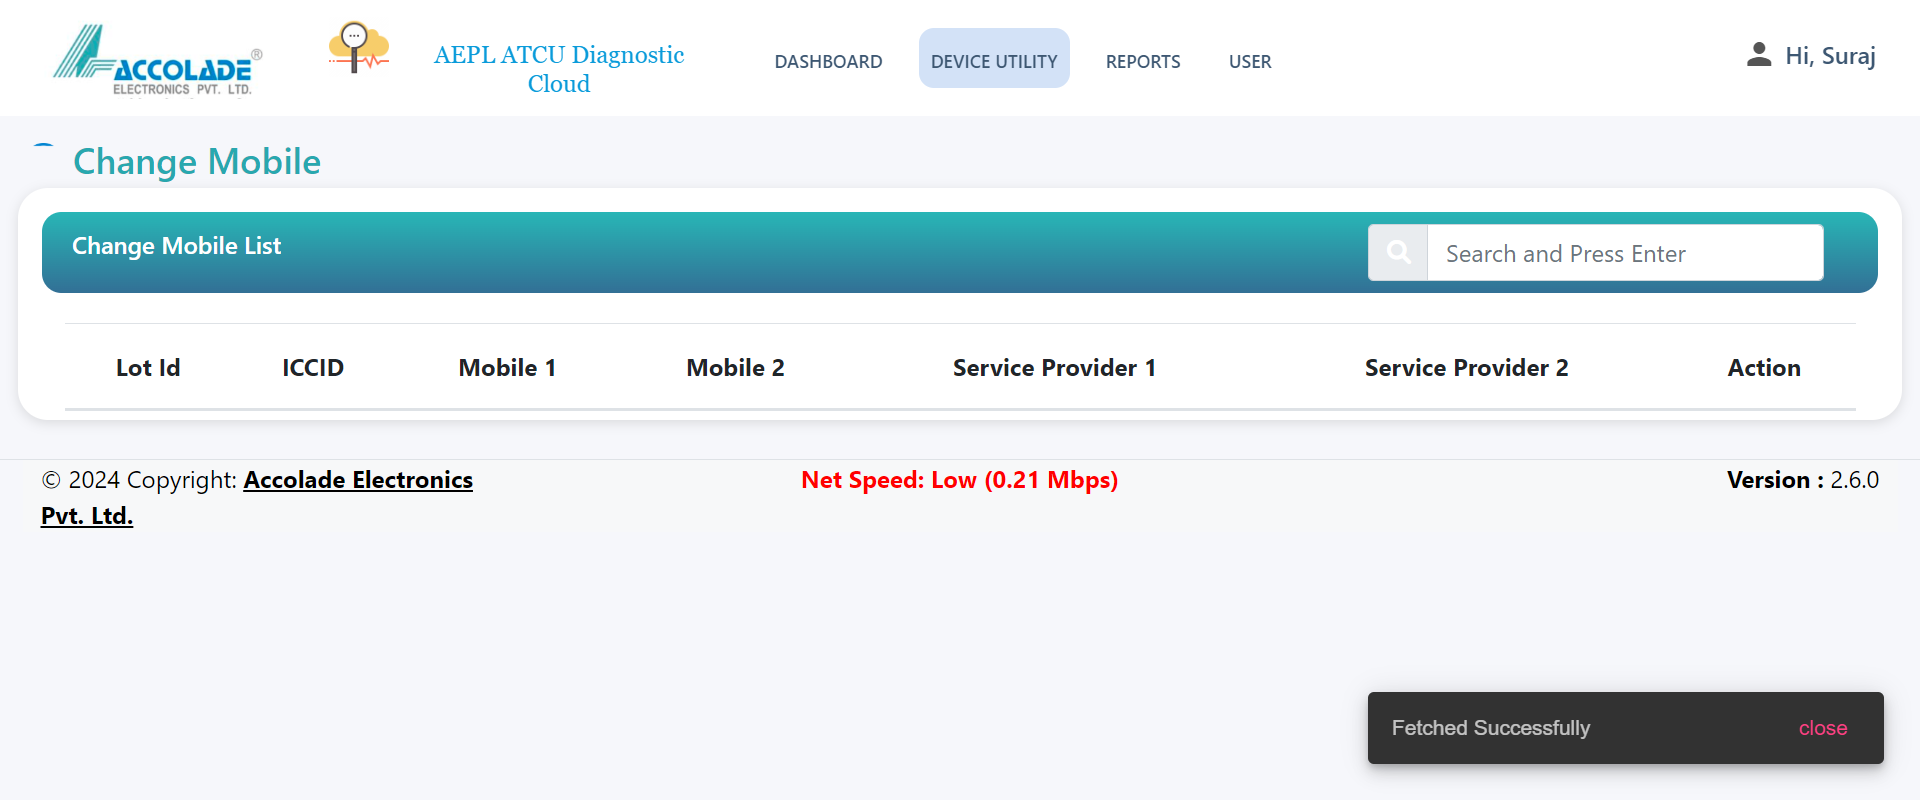 ACCOLADE®
ELECTRONICS PVT. LTD.
AEPL ATCU Diagnostic
Cloud
DASHBOARD
DEVICE UTILITY
REPORTS
USER
Hi, Suraj
Change Mobile
Change Mobile List
Search and Press Enter
Lot Id
ICCID
Mobile 1
Mobile 2
Service Provider 1
Service Provider 2
Action
© 2024 Copyright: Accolade Electronics
Pvt. Ltd.
Net Speed: Low (0.21 Mbps)
Version : 2.6.0
Fetched Successfully
close